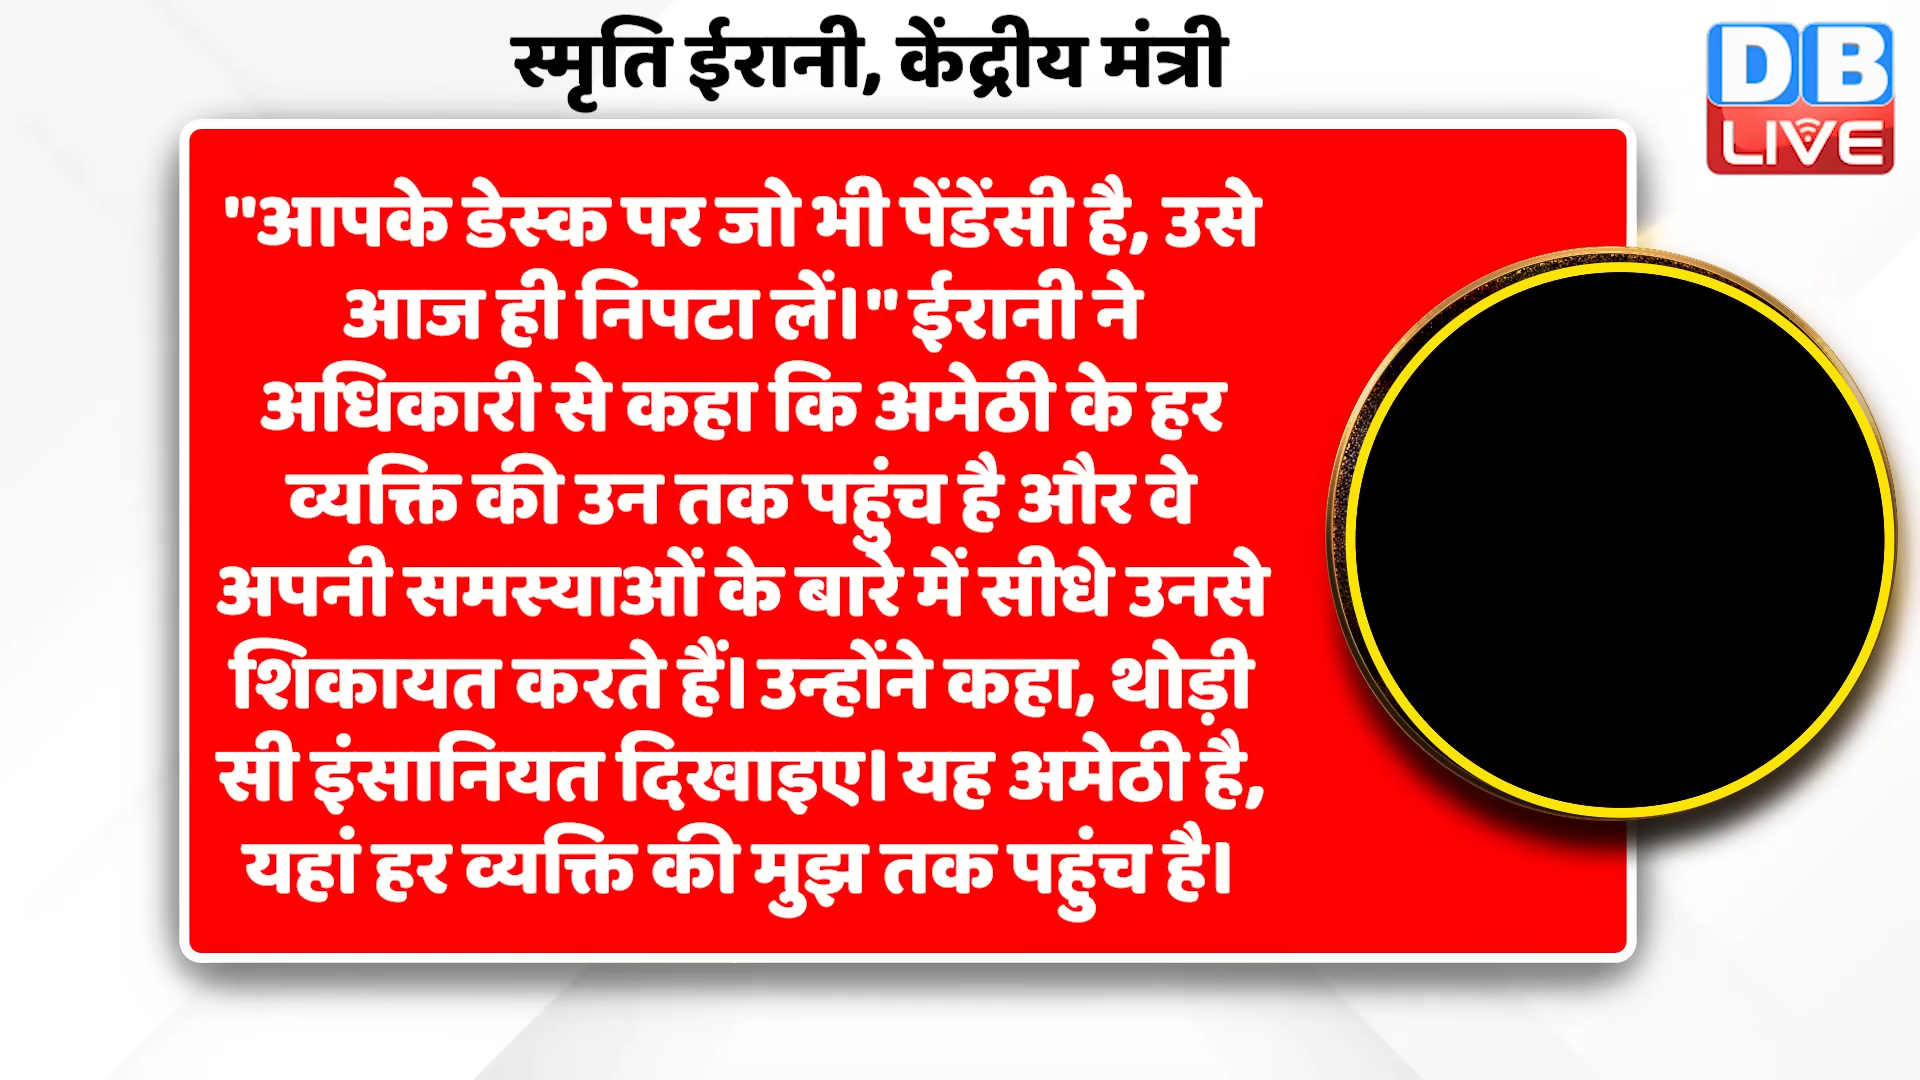 स्मृति ईरानी, केंद्रीय मंत्री
DB
LIVE
"आपके डेस्क पर जो भी पेंडेंसी है, उसे
आज ही निपटा लें।" ईरानी ने
अधिकारी से कहा कि अमेठी के हर
व्यक्ति की उन तक पहुंच है और वे
अपनी समस्याओं के बारे में सीधे उनसे
शिकायत करते हैं। उन्होंने कहा, थोड़ी
सी इंसानियत दिखाइए। यह अमेठी है,
यहां हर व्यक्ति की मुझ तक पहुंच है।